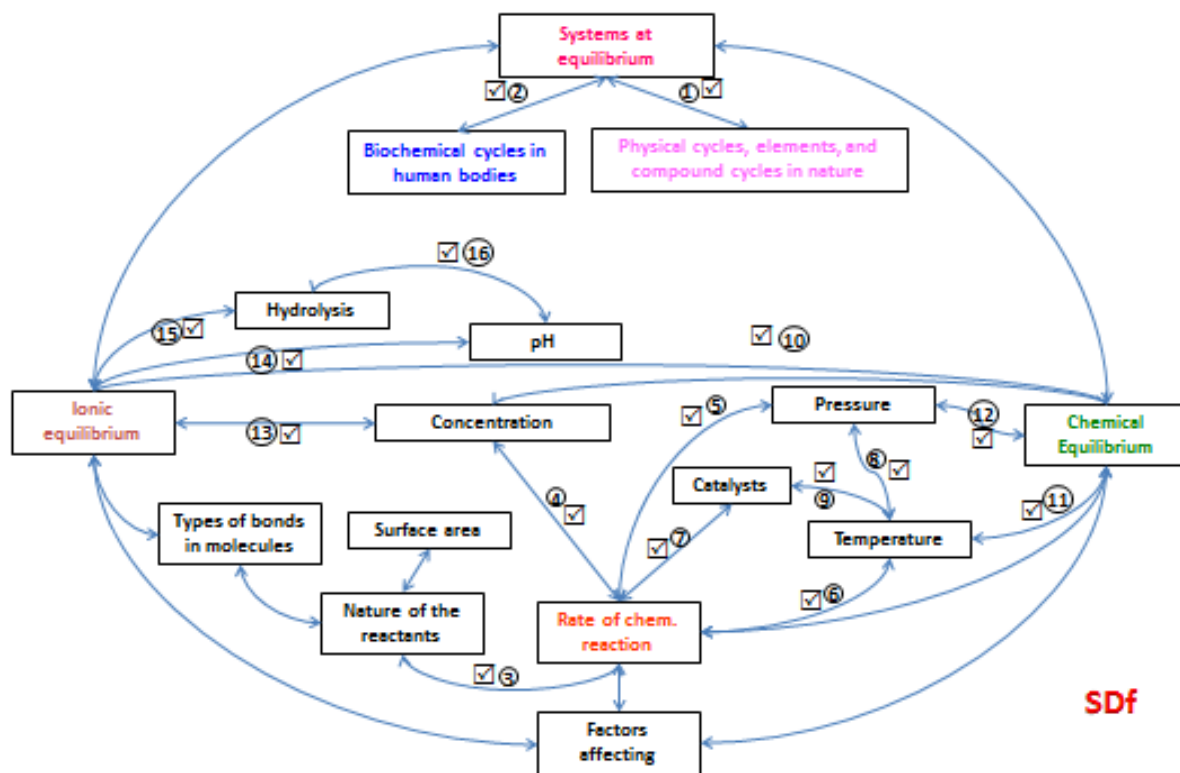 Systems at
equilibrium
☑②
①☑
Biochemical cycles in
human bodies
Physical cycles, elements, and
compound cycles in nature
☑⑯
Hydrolysis
⑮☑
pH
⑭☑
☑⑩
Ionic
equilibrium
⑬☑
Concentration
☑⑤
Pressure
⑫
☑
Chemical
Equilibrium
Catalysts
☑
⑨
⑧☑
④
☑
Types of bonds
in molecules
Surface area
☑⑦
Temperature
☑⑪
☑⑥
Nature of the
reactants
Rate of chem.
reaction
☑③
Factors
affecting
SDf